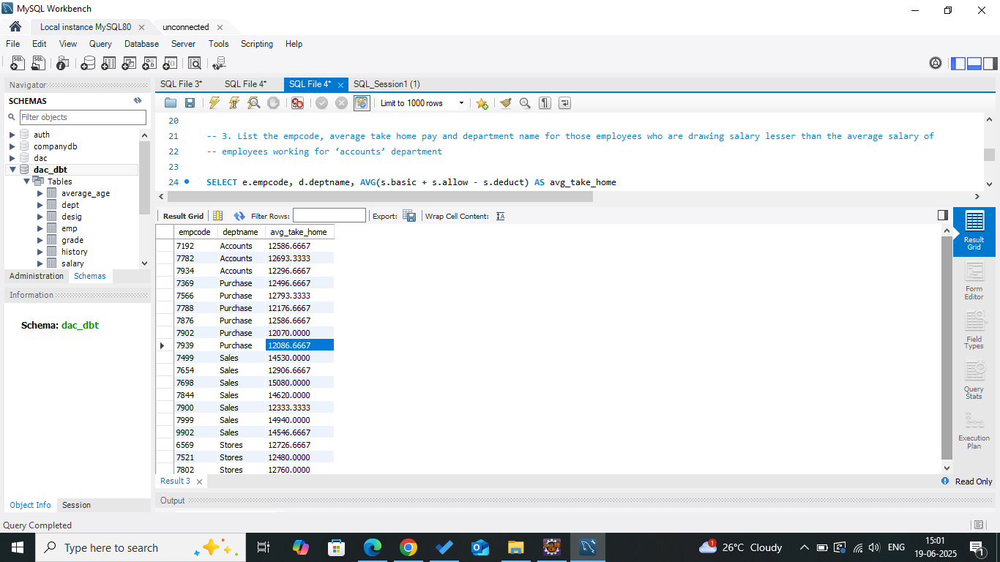 MySQL Workbench
Local instance MySQL80 unconnected
File Edit View Query Database Server Tools Scripting Help
Navigator
SCHEMAS
Filter objects
auth
companydb
dac
dac_dbt
Tables
average_age
dept
desig
emp
grade
history
salary
Administration Schemas
Information
Schema: dac_dbt
Object Info Session
SQL File 3* SQL File 4* SQL File 4* SQL_Session1 (1)
Limit to 1000 rows
20
21 -- 3. List the empcode, average take home pay and department name for those employees who are drawing salary lesser than the average salary of
22 -- employees working for ‘accounts’ department
23
24 SELECT e.empcode, d.deptname, AVG(s.basic + s.allow - s.deduct) AS avg_take_home
Result Grid Filter Rows: Export: Wrap Cell Content:
empcode deptname avg_take_home
7192 Accounts 12586.6667
7782 Accounts 12693.3333
7934 Accounts 12296.6667
7369 Purchase 12496.6667
7566 Purchase 12793.3333
7788 Purchase 12176.6667
7876 Purchase 12586.6667
7902 Purchase 12070.0000
7939 Purchase 12086.6667
7499 Sales 14530.0000
7654 Sales 12906.6667
7698 Sales 15080.0000
7844 Sales 14620.0000
7900 Sales 12333.3333
7999 Sales 14940.0000
9902 Sales 14546.6667
6569 Stores 12726.6667
7521 Stores 12480.0000
7802 Stores 12760.0000
Result Grid
Form Editor
Field Types
Query Stats
Execution Plan
Result 3
Read Only
Output
Query Completed
Type here to search
1
26°C Cloudy
ENG
15:01
19-06-2025
1